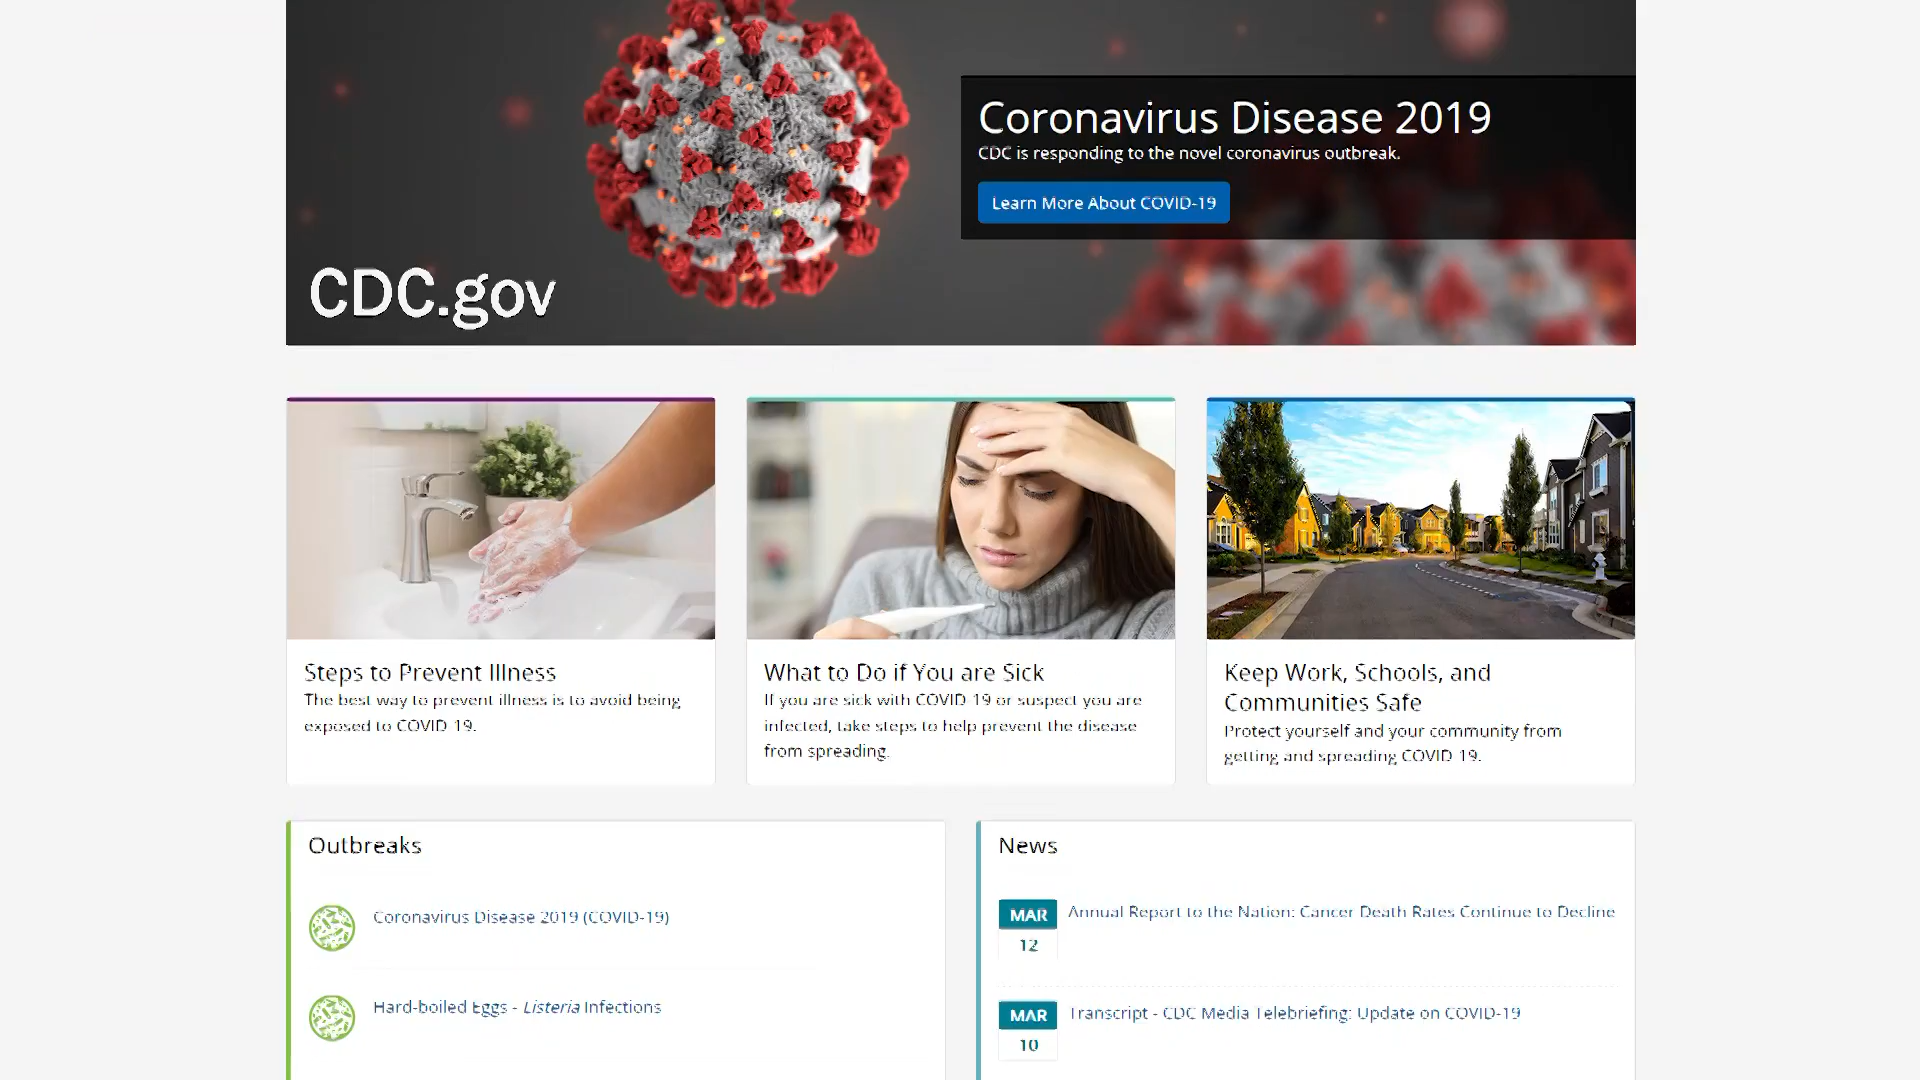 Coronavirus Disease 2019
CDC is responding to the novel coronavirus outbreak.
Learn More About COVID-19
CDC.gov
Steps to Prevent Illness
The best way to prevent illness is to avoid being
exposed to COVID-19.
What to Do if You are Sick
If you are sick with COVID-19 or suspect you are
infected, take steps to help prevent the disease
from spreading.
Keep Work, Schools, and
Communities Safe
Protect yourself and your community from
getting and spreading COVID-19.
Outbreaks
Coronavirus Disease 2019 (COVID-19)
Hard-boiled Eggs - Listeria Infections
News
MAR
12
Annual Report to the Nation: Cancer Death Rates Continue to Decline
MAR
10
Transcript - CDC Media Telebriefing: Update on COVID-19